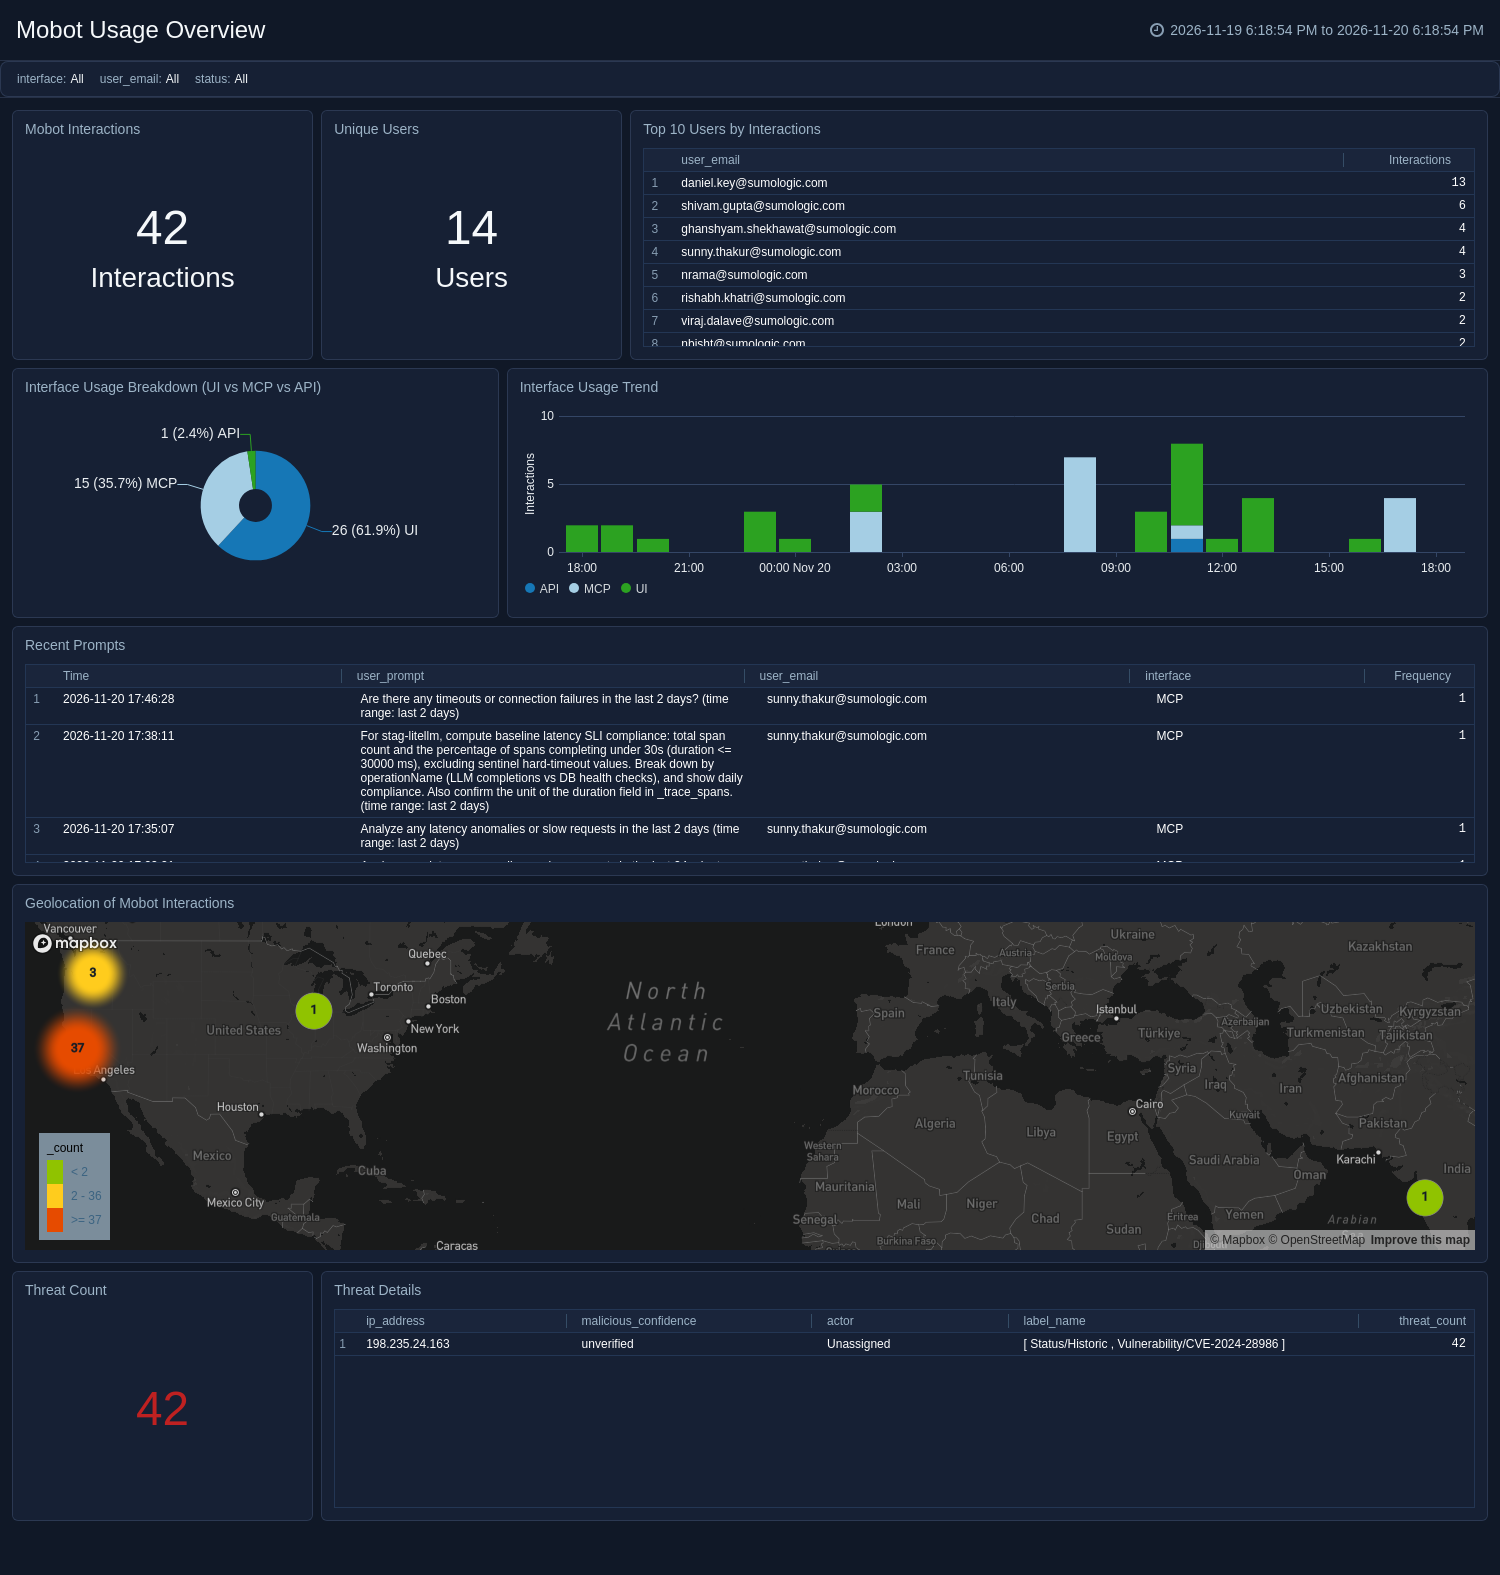 Mobot Usage Overview
2026-11-19 6:18:54 PM to 2026-11-20 6:18:54 PM
interface: All user_email: All status: All
Mobot Interactions
42
Interactions
Unique Users
14
Users
Top 10 Users by Interactions
user_email Interactions
1 daniel.key@sumologic.com 13
2 shivam.gupta@sumologic.com 6
3 ghanshyam.shekhawat@sumologic.com 4
4 sunny.thakur@sumologic.com 4
5 nrama@sumologic.com 3
6 rishabh.khatri@sumologic.com 2
7 viraj.dalave@sumologic.com 2
8 nbisht@sumologic.com 2
Interface Usage Breakdown (UI vs MCP vs API)
1 (2.4%) API
15 (35.7%) MCP
26 (61.9%) UI
Interface Usage Trend
Interactions
10
5
0
18:00 21:00 00:00 Nov 20 03:00 06:00 09:00 12:00 15:00 18:00
API MCP UI
Recent Prompts
Time user_prompt user_email interface Frequency
1 2026-11-20 17:46:28 Are there any timeouts or connection failures in the last 2 days? (time sunny.thakur@sumologic.com MCP 1
range: last 2 days)
2 2026-11-20 17:38:11 For stag-litellm, compute baseline latency SLI compliance: total span sunny.thakur@sumologic.com MCP 1
count and the percentage of spans completing under 30s (duration <=
30000 ms), excluding sentinel hard-timeout values. Break down by
operationName (LLM completions vs DB health checks), and show daily
compliance. Also confirm the unit of the duration field in _trace_spans.
(time range: last 2 days)
3 2026-11-20 17:35:07 Analyze any latency anomalies or slow requests in the last 2 days (time sunny.thakur@sumologic.com MCP 1
range: last 2 days)
Geolocation of Mobot Interactions
Vancouver
mapbox
London
Ukraine
Kazakhstan
France
Austria
Moldova
Quebec
3
Toronto
Boston
North
Atlantic
Ocean
Serbia
Italy
Istanbul
Spain
Uzbekistan
Kyrgyzstan
1
United States
New York
Washington
Greece
Türkiye
Azerbaijan
Turkmenistan
Tajikistan
37
Los Angeles
Tunisia
Syria
Iraq
Iran
Afghanistan
Morocco
Houston
Cairo
Kuwait
Algeria
Libya
Egypt
Pakistan
Western
Sahara
Karachi
Saudi Arabia
Oman
India
Mexico
Cuba
Mauritania
Mali
Niger
Chad
Sudan
Eritrea
Yemen
Arabian
1
Mexico City
Guatemala
Senegal
Burkina Faso
Caracas
_count
< 2
2 - 36
>= 37
© Mapbox © OpenStreetMap Improve this map
Threat Count
42
Threat Details
ip_address malicious_confidence actor label_name threat_count
1 198.235.24.163 unverified Unassigned [ Status/Historic , Vulnerability/CVE-2024-28986 ] 42